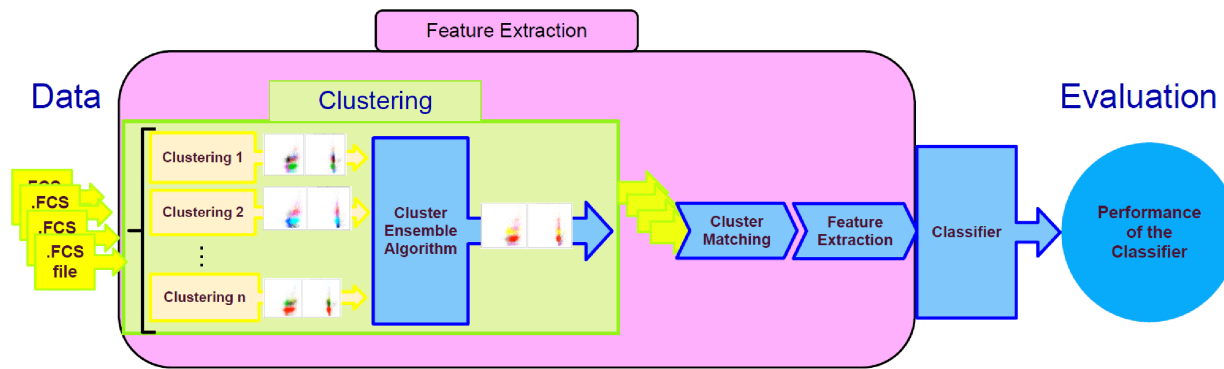 Feature Extraction
Data
Clustering
Evaluation
Clustering 1
.FCS
.FCS
.FCS
.FCS
file
Clustering 2
⋮
Clustering n
Cluster
Ensemble
Algorithm
Cluster
Matching
Feature
Extraction
Classifier
Performance
of the
Classifier